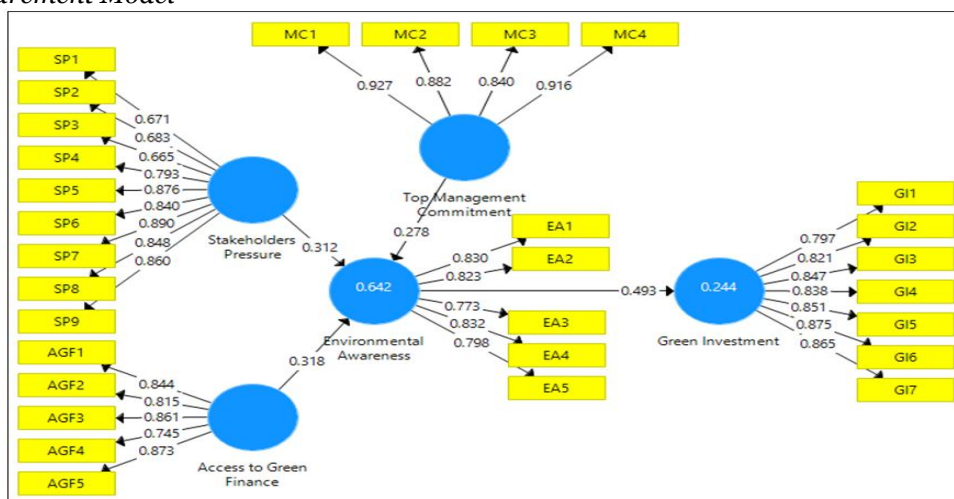 arement Model
MC1
MC2
MC3
MC4
SP1
SP2
SP3
SP4
SP5
SP6
SP7
SP8
SP9
0.927
0.882
0.840
0.916
0.671
0.683
0.665
0.793
0.876
0.840
0.890
0.848
0.860
Top Management
Commitment
Stakeholders
Pressure
0.312
0.278
EA1
EA2
EA3
EA4
EA5
0.830
0.823
0.773
0.832
0.798
0.642
Environmental
Awareness
0.493
0.244
Green Investment
GI1
GI2
GI3
GI4
GI5
GI6
GI7
0.797
0.821
0.847
0.838
0.851
0.875
0.865
AGF1
AGF2
AGF3
AGF4
AGF5
0.844
0.815
0.861
0.745
0.873
0.318
Access to Green
Finance